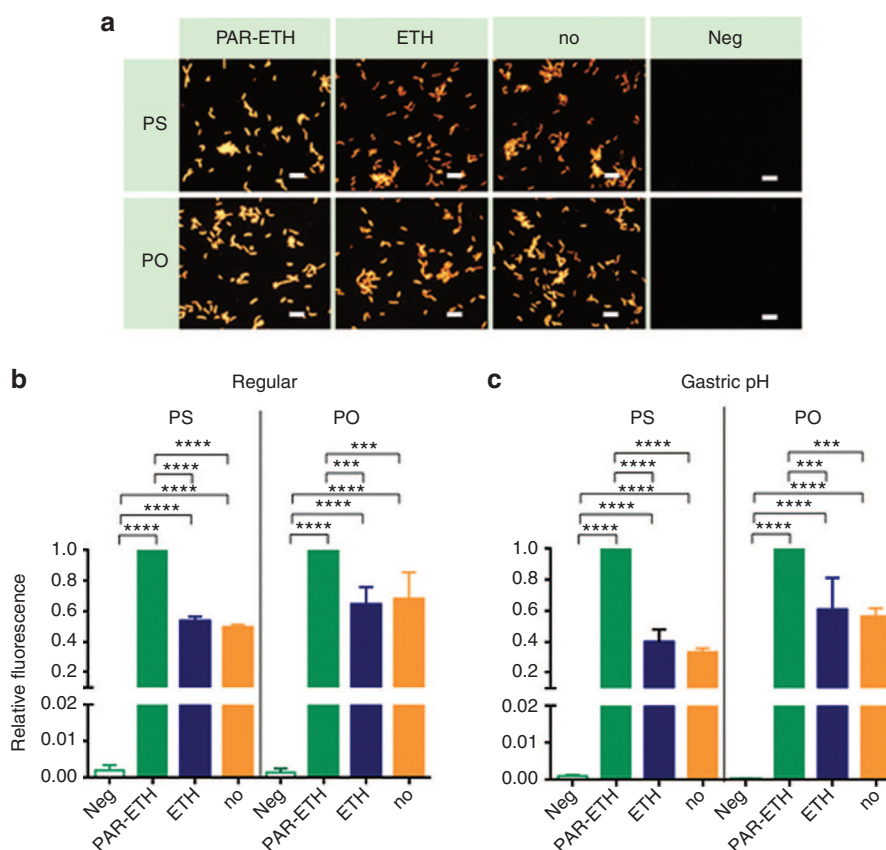 a
PAR-ETH ETH no Neg
PS
PO
b Regular
PS PO
**** ***
**** ***
**** ****
**** ****
**** ****
Relative fluorescence
1.0
0.8
0.6
0.4
0.2
0.02
0.01
0.00
Neg PAR-ETH ETH no Neg PAR-ETH ETH no
c Gastric pH
PS PO
**** ***
**** ***
**** ****
**** ****
**** ****
1.0
0.8
0.6
0.4
0.2
0.02
0.01
0.00
Neg PAR-ETH ETH no Neg PAR-ETH ETH no